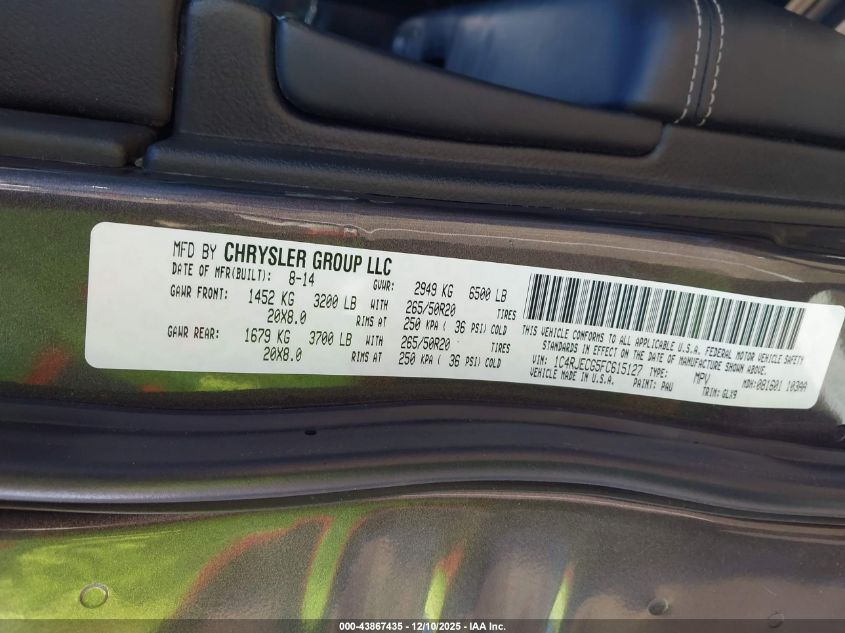 MFD BY CHRYSLER GROUP LLC
DATE OF MFR(BUILT): 8-14 GVWR: 2949 KG 6500 LB
GAWR FRONT: 1452 KG 3200 LB WITH 265/50R20 TIRES
20X8.0 RIMS AT 250 KPA ( 36 PSI) COLD
GAWR REAR: 1679 KG 3700 LB WITH 265/50R20 TIRES
20X8.0 RIMS AT 250 KPA ( 36 PSI) COLD
THIS VEHICLE CONFORMS TO ALL APPLICABLE U.S.A. FEDERAL MOTOR VEHICLE SAFETY
STANDARDS IN EFFECT ON THE DATE OF MANUFACTURE SHOWN ABOVE.
VIN: 1C4RJECG5FC615127 TYPE: MPV MDH: 081601 103AA
VEHICLE MADE IN U.S.A. PAINT: PAU TRIM: GLX9
000-43867435 - 12/10/2025 - IAA Inc.